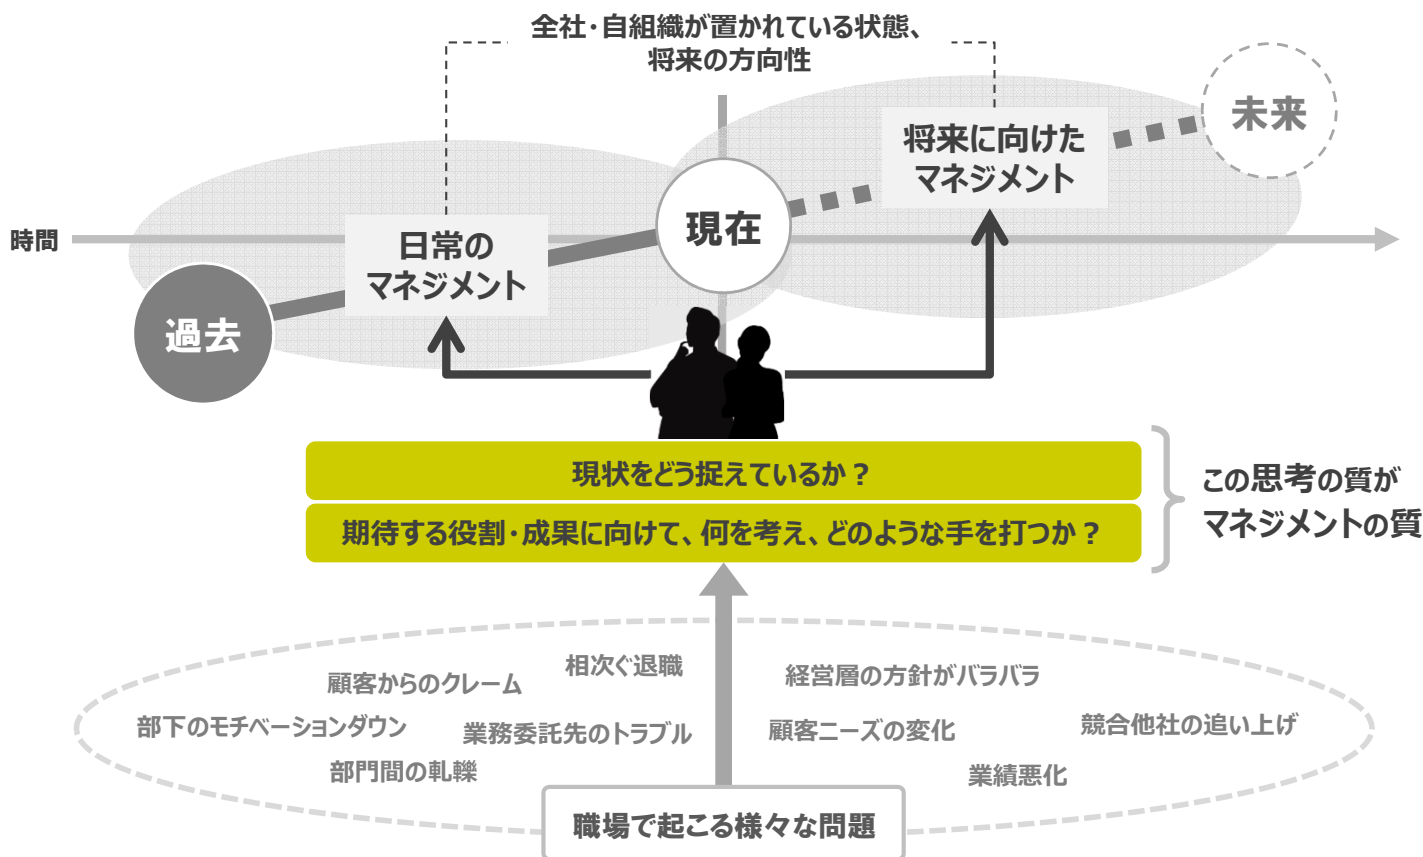 全社・自組織が置かれている状態、
将来の方向性
未来
将来に向けた
マネジメント
現在
時間
日常の
マネジメント
過去
現状をどう捉えているか？
期待する役割・成果に向けて、何を考え、どのような手を打つか？
この思考の質が
マネジメントの質
相次ぐ退職
経営層の方針がバラバラ
顧客からのクレーム
部下のモチベーションダウン
業務委託先のトラブル
顧客ニーズの変化
競合他社の追い上げ
部門間の軋轢
業績悪化
職場で起こる様々な問題